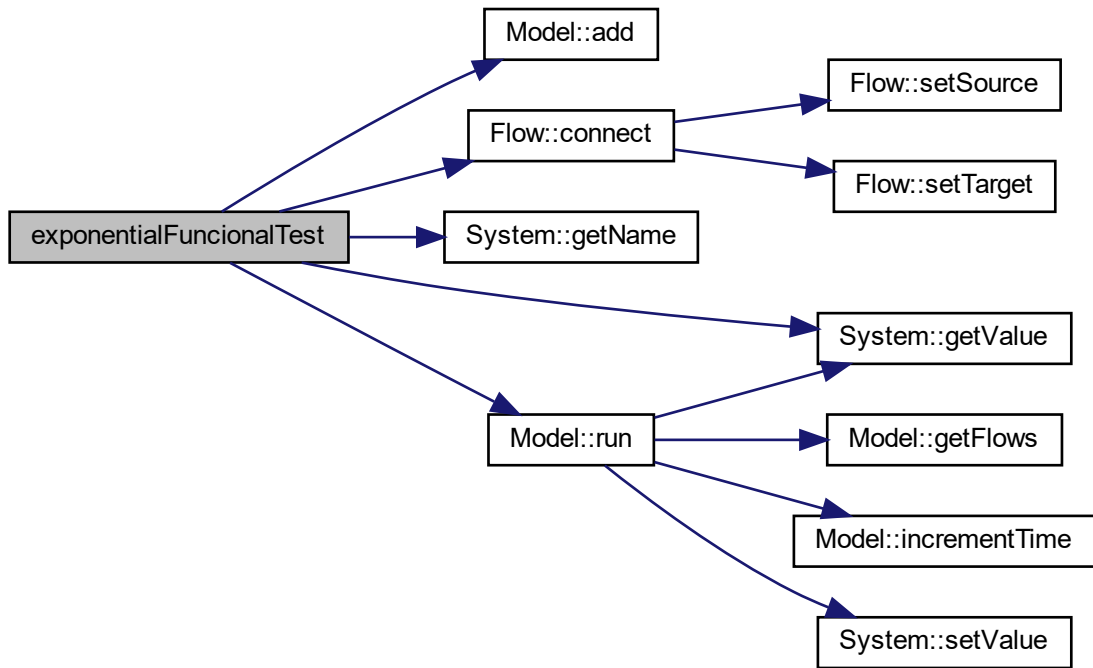 Model::add
Flow::setSource
Flow::connect
Flow::setTarget
exponentialFuncionalTest
System::getName
System::getValue
Model::run
Model::getFlows
Model::incrementTime
System::setValue